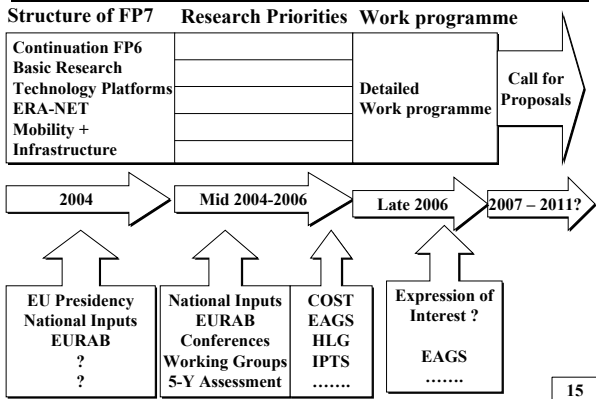 Structure of FP7 Research Priorities Work programme
Continuation FP6
Basic Research
Technology Platforms
ERA-NET
Mobility +
Infrastructure
Detailed
Work programme
Call for
Proposals
2004
Mid 2004-2006
Late 2006
2007 – 2011?
EU Presidency
National Inputs
EURAB
?
?
National Inputs
EURAB
Conferences
Working Groups
5-Y Assessment
COST
EAGS
HLG
IPTS
.......
Expression of
Interest ?
EAGS
.......
15